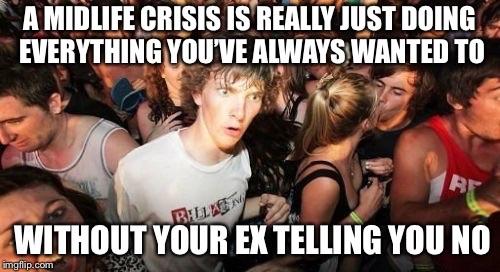 A MIDLIFE CRISIS IS REALLY JUST DOING
EVERYTHING YOU'VE ALWAYS WANTED TO
WITHOUT YOUR EX TELLING YOU NO
imgflip.com